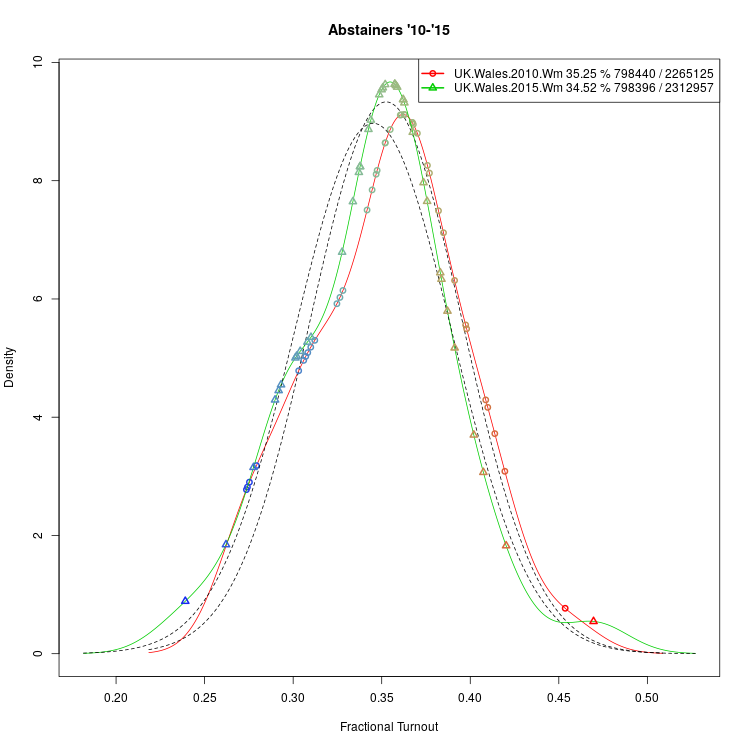 Abstainers '10-'15
UK.Wales.2010.Wm 35.25 % 798440 / 2265125
UK.Wales.2015.Wm 34.52 % 798396 / 2312957
Density
10
8
6
4
2
0
0.20 0.25 0.30 0.35 0.40 0.45 0.50
Fractional Turnout